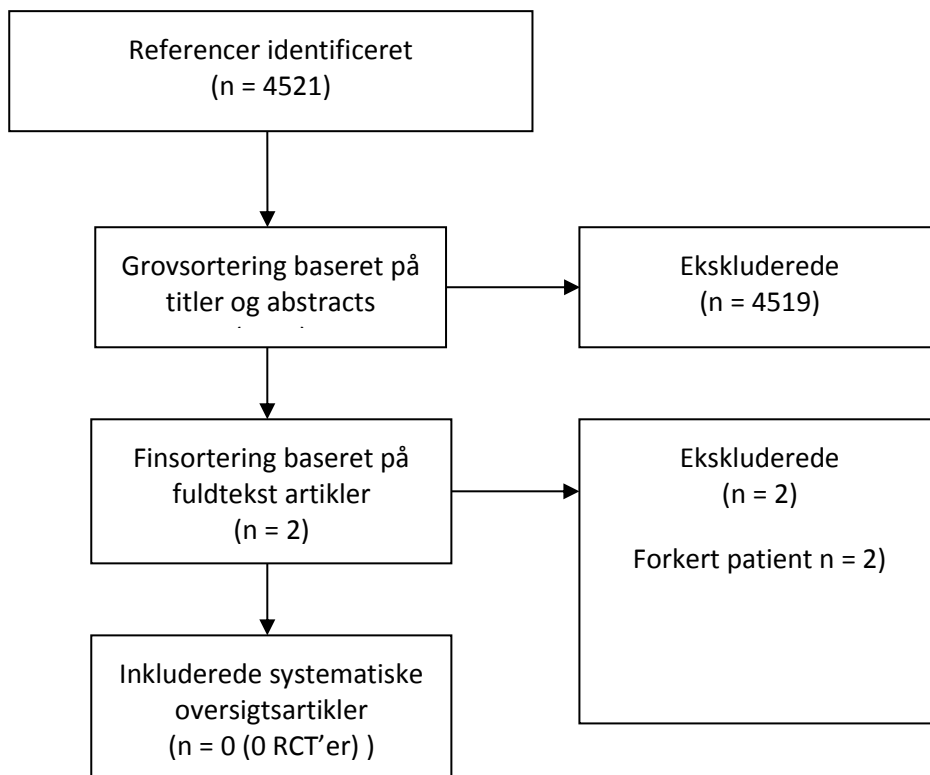 Referencer identificeret
(n = 4521)
Grovsortering baseret på
titler og abstracts
Ekskluderede
(n = 4519)
Finsortering baseret på
fuldtekst artikler
(n = 2)
Ekskluderede
(n = 2)
Forkert patient n = 2)
Inkluderede systematiske
oversigtsartikler
(n = 0 (0 RCT’er) )